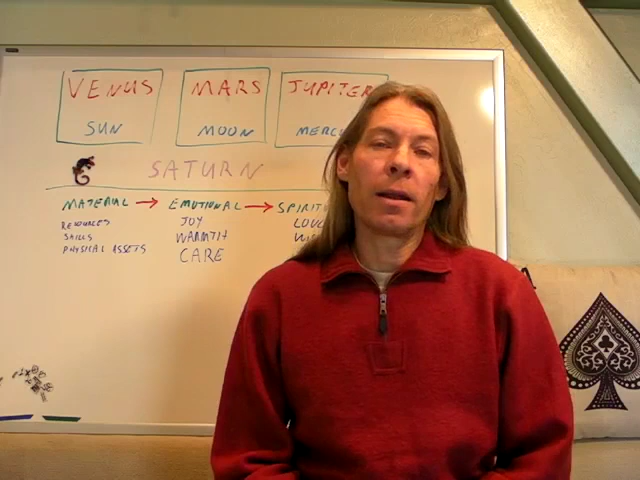 VENUS MARS JUPITER
SUN MOON
SATURN
MATERIAL → EMOTIONAL →
RESOURCES JOY
SKILLS WARMTH
PHYSICAL ASSETS CARE